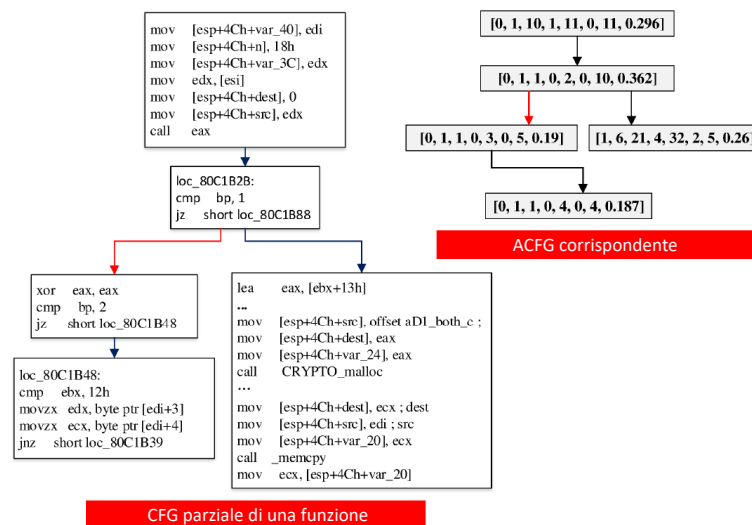 mov [esp+4Ch+var_40], edi
mov [esp+4Ch+n], 18h
mov [esp+4Ch+var_3C], edx
mov edx, [esi]
mov [esp+4Ch+dest], 0
mov [esp+4Ch+src], edx
call eax
loc_80C1B2B:
cmp bp, 1
jz short loc_80C1B88
xor eax, eax
cmp bp, 2
jz short loc_80C1B48
loc_80C1B48:
cmp ebx, 12h
movzx edx, byte ptr [edi+3]
movzx ecx, byte ptr [edi+4]
jnz short loc_80C1B39
lea eax, [ebx+13h]
...
mov [esp+4Ch+src], offset aD1_both_c ;
mov [esp+4Ch+dest], eax
mov [esp+4Ch+var_24], eax
call CRYPTO_malloc
...
mov [esp+4Ch+dest], ecx ; dest
mov [esp+4Ch+src], edi ; src
mov [esp+4Ch+var_20], ecx
call _memcpy
mov ecx, [esp+4Ch+var_20]
CFG parziale di una funzione
[0, 1, 10, 1, 11, 0, 11, 0.296]
[0, 1, 1, 0, 2, 0, 10, 0.362]
[0, 1, 1, 0, 3, 0, 5, 0.19]
[1, 6, 21, 4, 32, 2, 5, 0.26]
[0, 1, 1, 0, 4, 0, 4, 0.187]
ACFG corrispondente